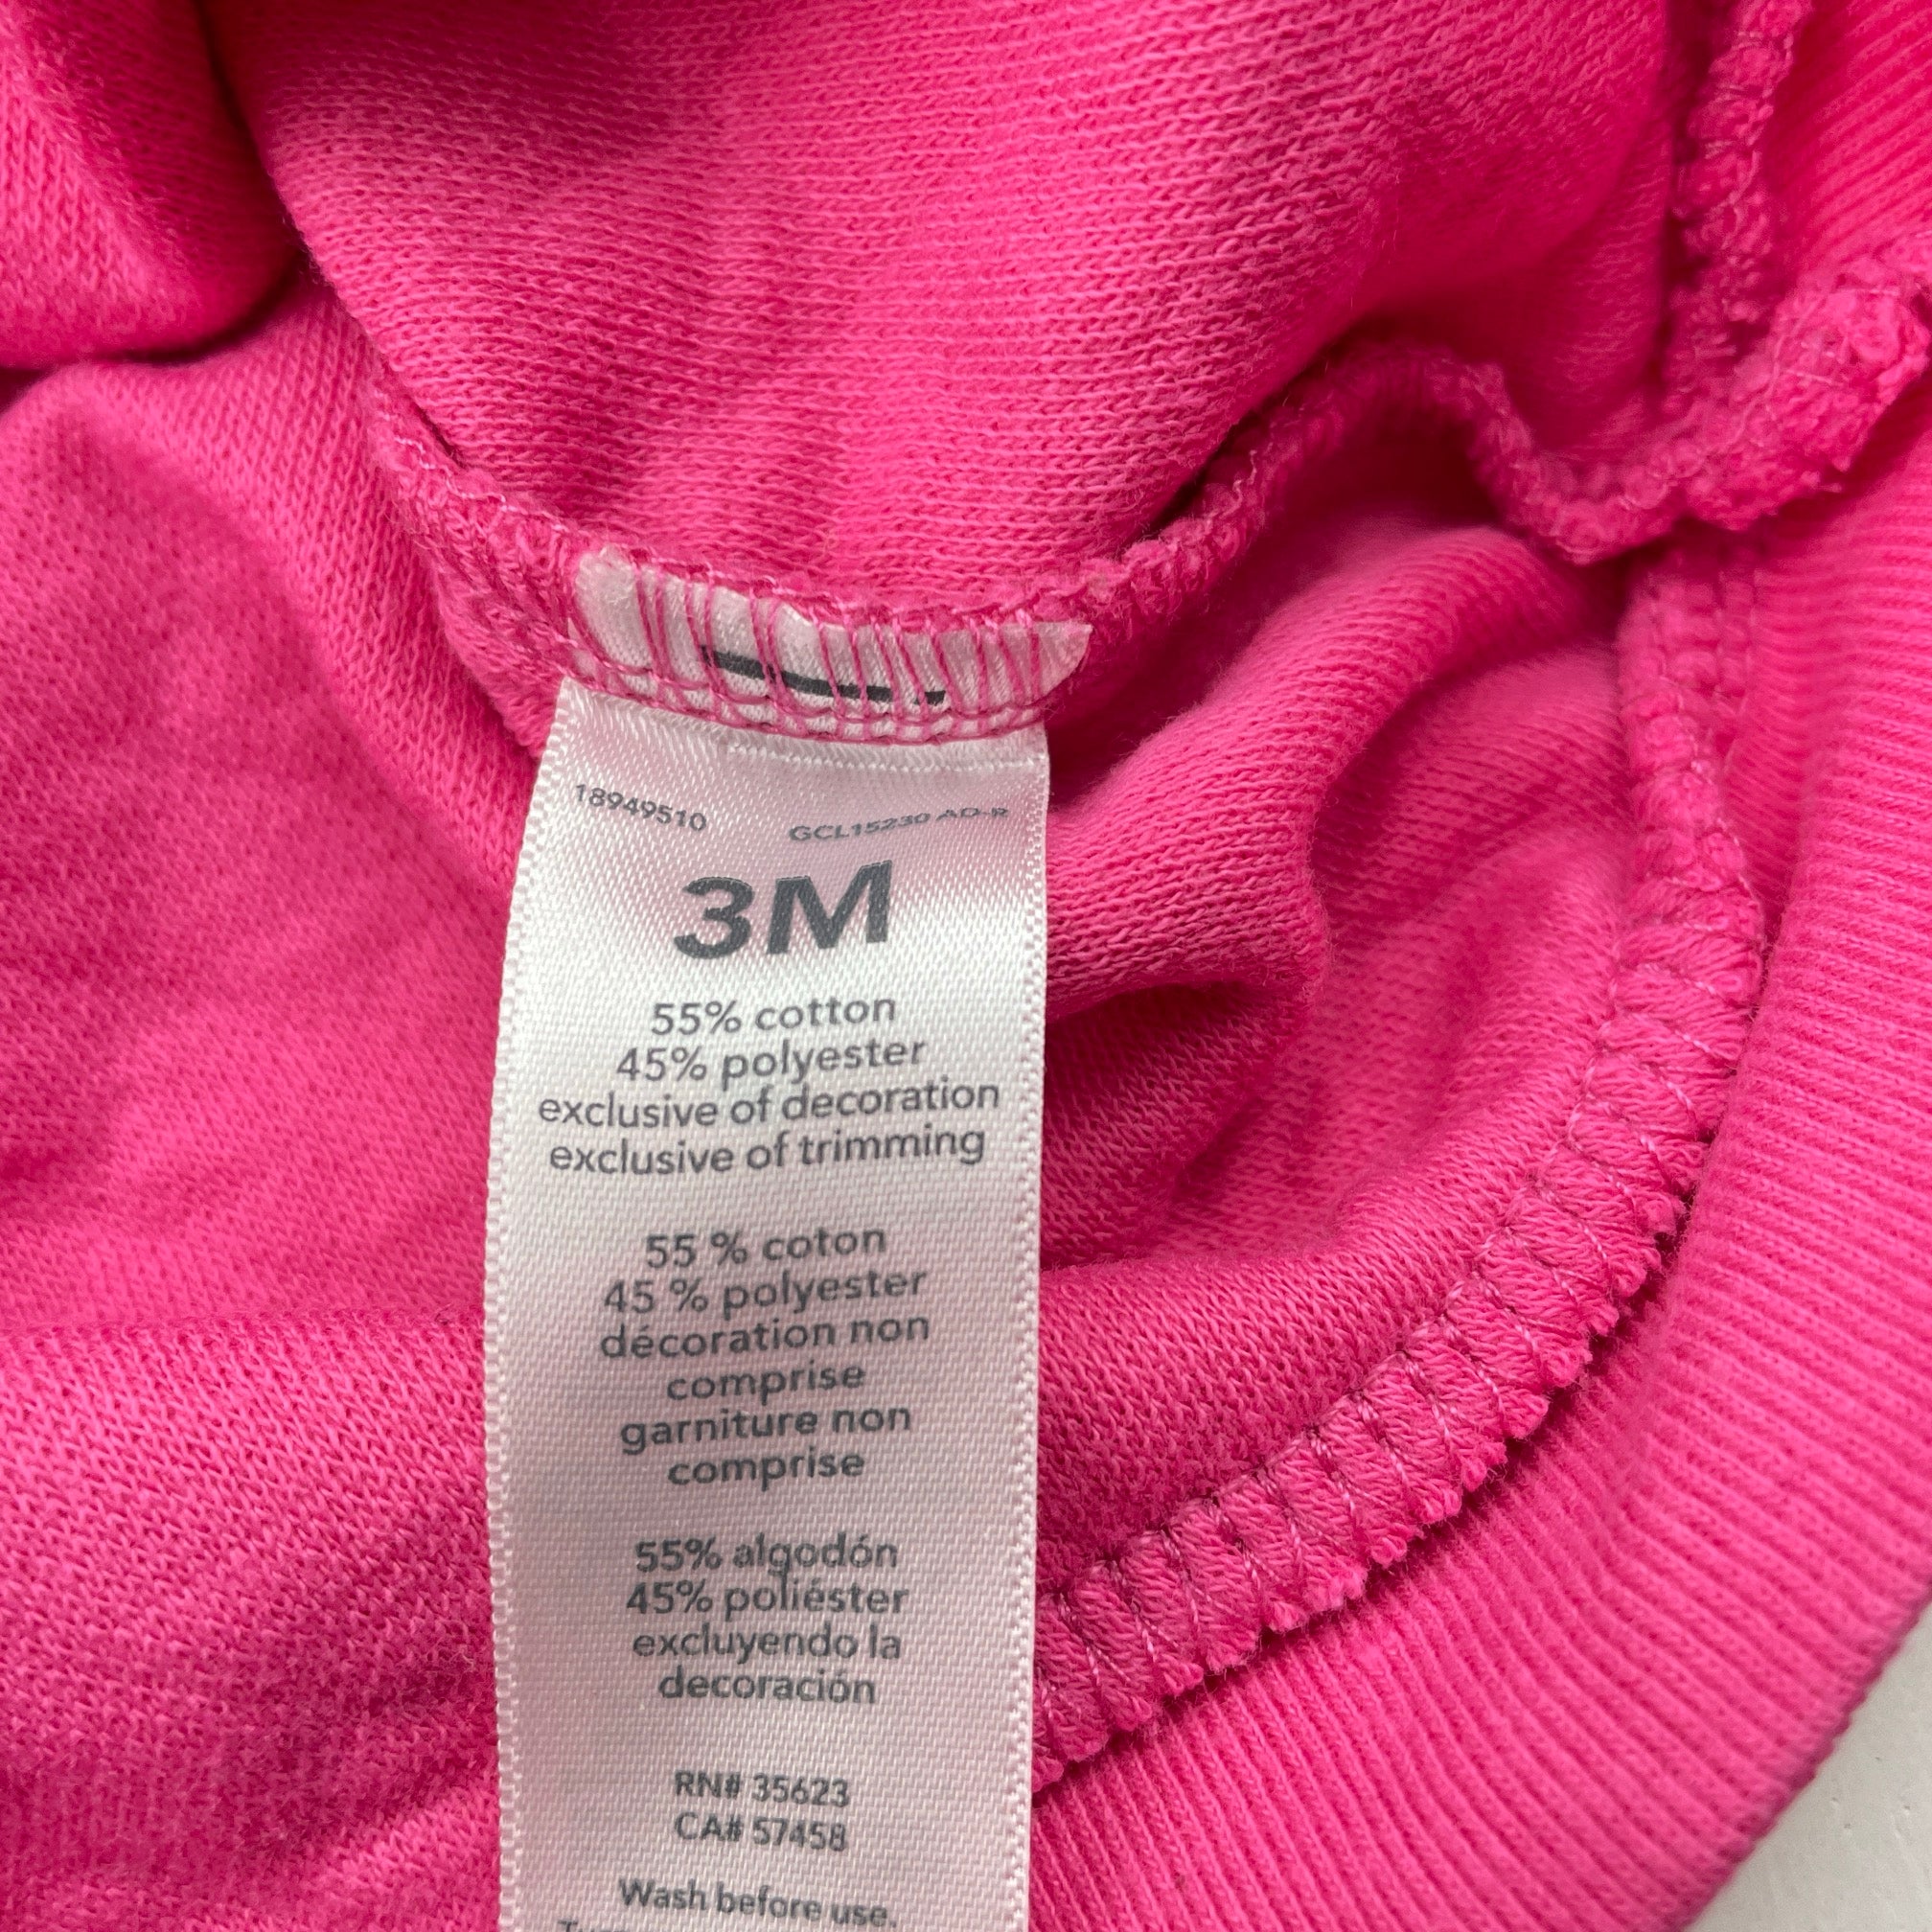 18949510 GCL15230 AD-R
3M
55% cotton
45% polyester
exclusive of decoration
exclusive of trimming
55 % coton
45 % polyester
décoration non
comprise
garniture non
comprise
55% algodón
45% poliéster
excluyendo la
decoración
RN# 35623
CA# 57458
Wash before use.